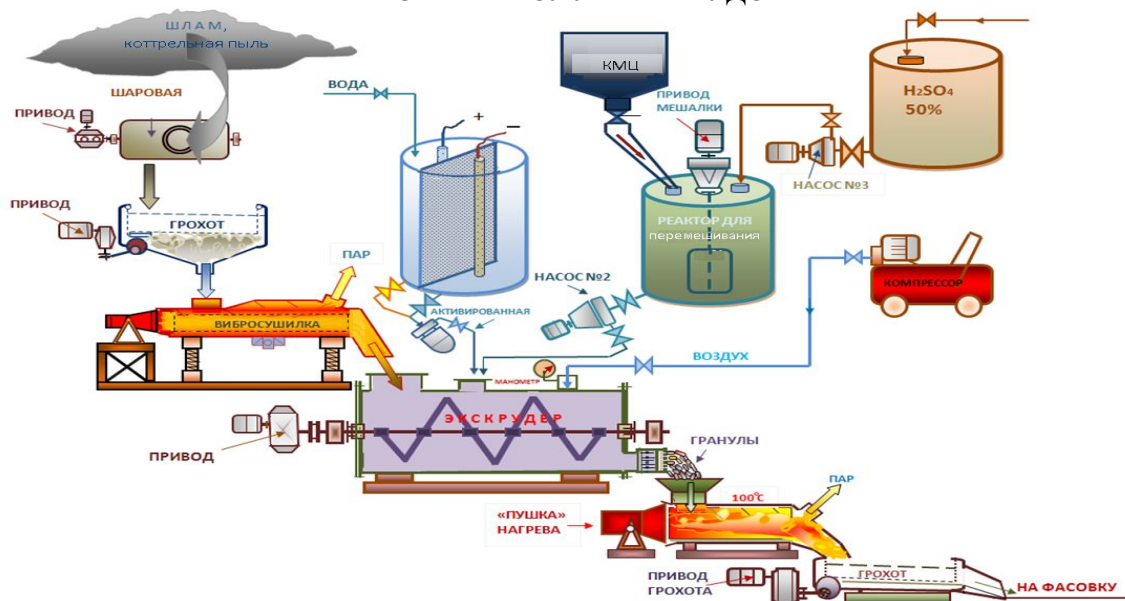 ШЛАМ,
коттрельная пыль
ШАРОВАЯ
ПРИВОД
ВОДА
+
–
КМЦ
ПРИВОД
МЕШАЛКИ
H₂SO₄
50%
НАСОС №3
ПРИВОД
ГРОХОТ
РЕАКТОР ДЛЯ
перемешивания
ПАР
НАСОС №2
КОМПРЕССОР
ВИБРОСУШИЛКА
АКТИВИРОВАННАЯ
ВОЗДУХ
МАНОМЕТР
ЭКСКРУДЕР
ПРИВОД
ГРАНУЛЫ
ПАР
100°С
«ПУШКА»
НАГРЕВА
ПРИВОД
ГРОХОТА
ГРОХОТ
НА ФАСОВКУ